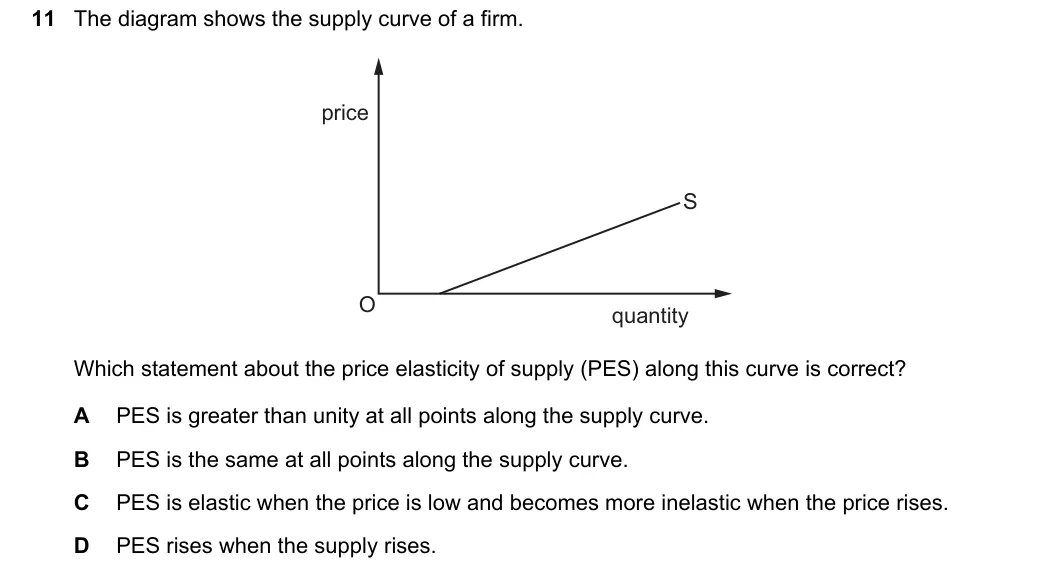 11 The diagram shows the supply curve of a firm.
price
S
O
quantity
Which statement about the price elasticity of supply (PES) along this curve is correct?
A PES is greater than unity at all points along the supply curve.
B PES is the same at all points along the supply curve.
C PES is elastic when the price is low and becomes more inelastic when the price rises.
D PES rises when the supply rises.